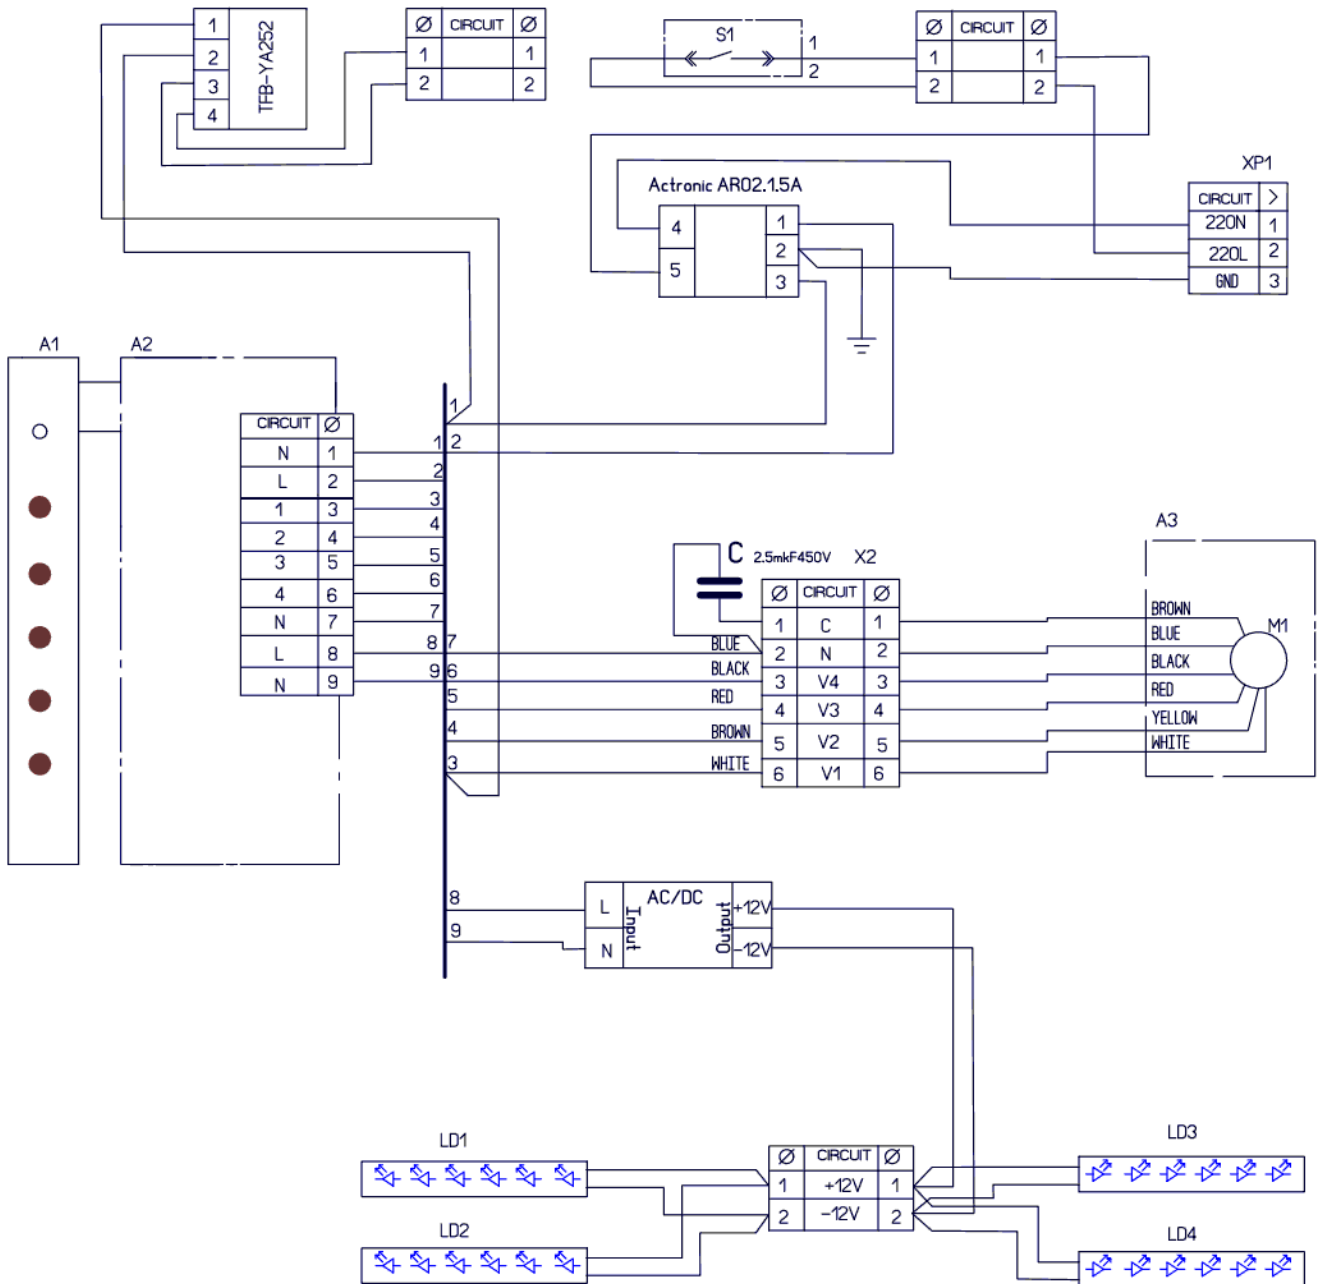 1
2
3
4
TFB-YA252
Ø CIRCUIT Ø
1 1
2 2
S1
1
2
Ø CIRCUIT Ø
1 1
2 2
Actronic AR02.1.5A
4
5
1
2
3
XP1
CIRCUIT >
220N 1
220L 2
GND 3
A1
A2
CIRCUIT Ø
N 1
L 2
1 3
2 4
3 5
4 6
N 7
L 8
N 9
1
1 2
2
3
4
5
6
7
8 7
9 6
5
4
3
8
9
C 2.5mkF450V X2
Ø CIRCUIT Ø
BLUE
BLACK
RED
BROWN
WHITE
1 C 1
2 N 2
3 V4 3
4 V3 4
5 V2 5
6 V1 6
A3
BROWN
BLUE
BLACK
RED
YELLOW
WHITE
M1
AC/DC
L
N
Input
Output
+12V
-12V
LD1
LD2
Ø CIRCUIT Ø
1 +12V 1
2 -12V 2
LD3
LD4